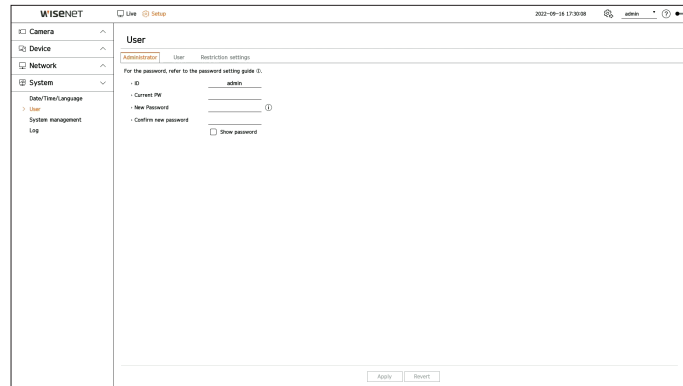 WISENET
Live Setup
2022-09-16 17:30:08 admin ?
Camera
Device
Network
System
Date/Time/Language
> User
System management
Log
User
Administrator User Restriction settings
For the password, refer to the password setting guide ①.
• ID admin
• Current PW
• New Password
• Confirm new password
Show password
Apply Revert